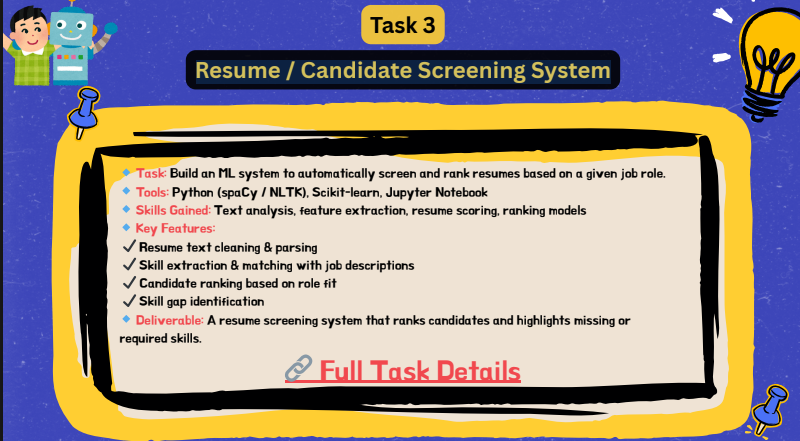 Task 3
Resume / Candidate Screening System
Task: Build an ML system to automatically screen and rank resumes based on a given job role.
Tools: Python (spaCy / NLTK), Scikit-learn, Jupyter Notebook
Skills Gained: Text analysis, feature extraction, resume scoring, ranking models
Key Features:
✓ Resume text cleaning & parsing
✓ Skill extraction & matching with job descriptions
✓ Candidate ranking based on role fit
✓ Skill gap identification
Deliverable: A resume screening system that ranks candidates and highlights missing or
required skills.
Full Task Details